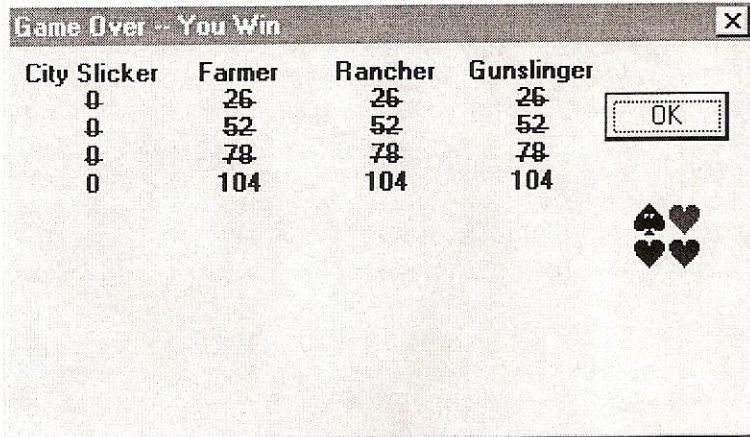 Game Over -- You Win
City Slicker Farmer Rancher Gunslinger
0 26 26 26
0 52 52 52
0 78 78 78
0 104 104 104
OK